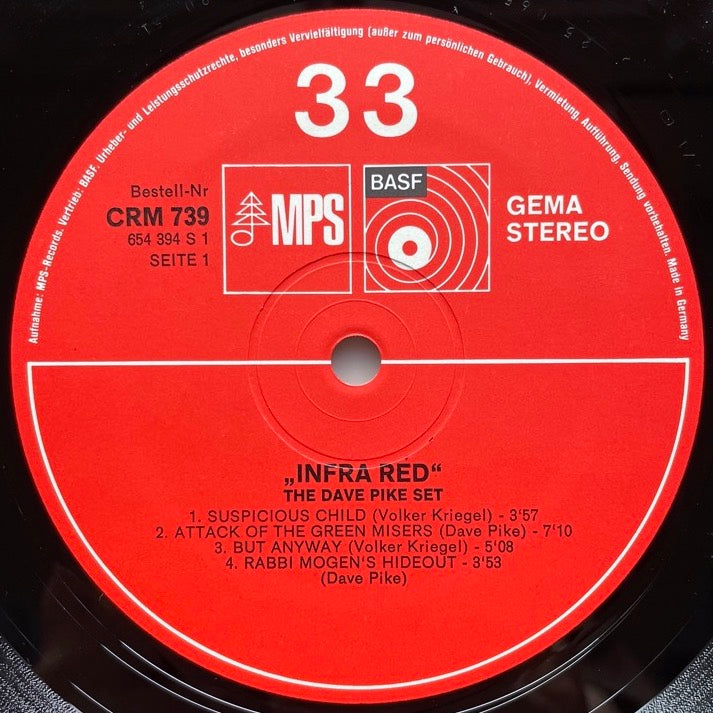 Aufnahme: MPS-Records. Vertrieb: BASF. Urheber- und Leistungsschutzrechte, besonders Vervielfältigung (außer zum persönlichen Gebrauch), Vermietung, Aufführung, Sendung vorbehalten. Made in Germany
33
Bestell-Nr
CRM 739
654 394 S 1
SEITE 1
MPS
BASF
GEMA
STEREO
„INFRA RED“
THE DAVE PIKE SET
1. SUSPICIOUS CHILD (Volker Kriegel) - 3'57
2. ATTACK OF THE GREEN MISERS (Dave Pike) - 7'10
3. BUT ANYWAY (Volker Kriegel) - 5'08
4. RABBI MOGEN'S HIDEOUT - 3'53
(Dave Pike)